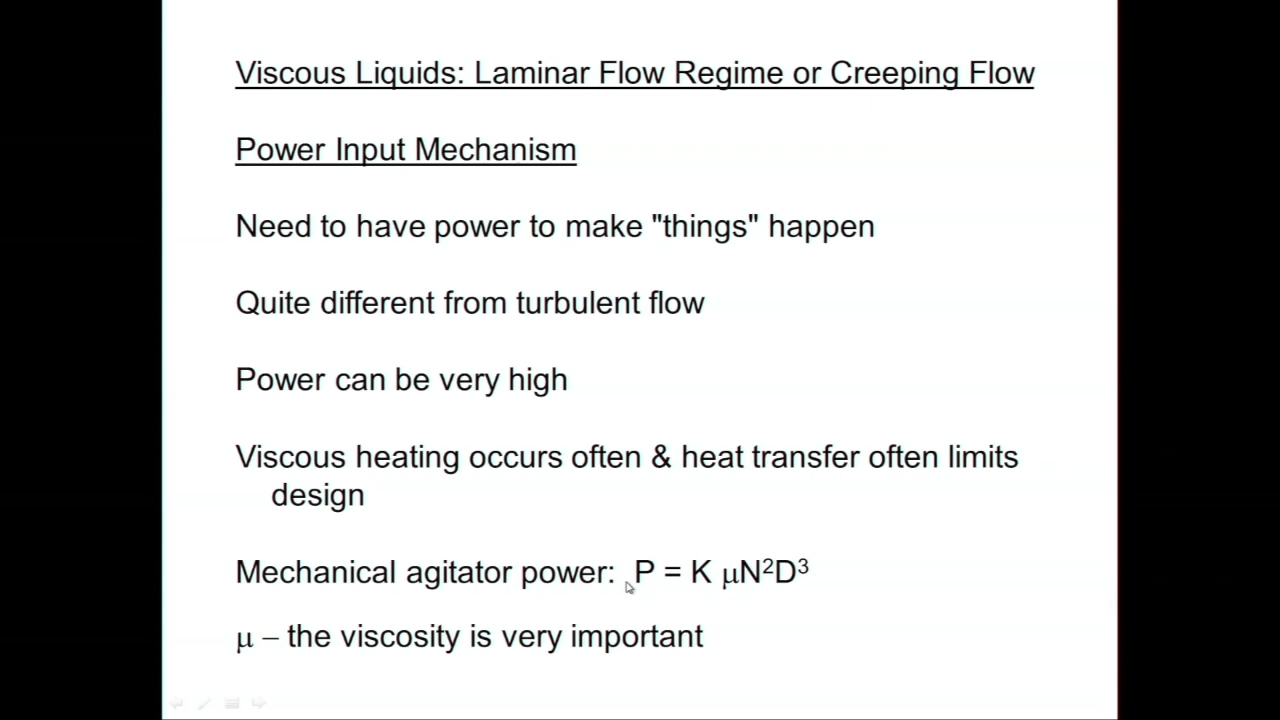 Viscous Liquids: Laminar Flow Regime or Creeping Flow
Power Input Mechanism
Need to have power to make "things" happen
Quite different from turbulent flow
Power can be very high
Viscous heating occurs often & heat transfer often limits
design
Mechanical agitator power: P = K μN²D³
μ – the viscosity is very important